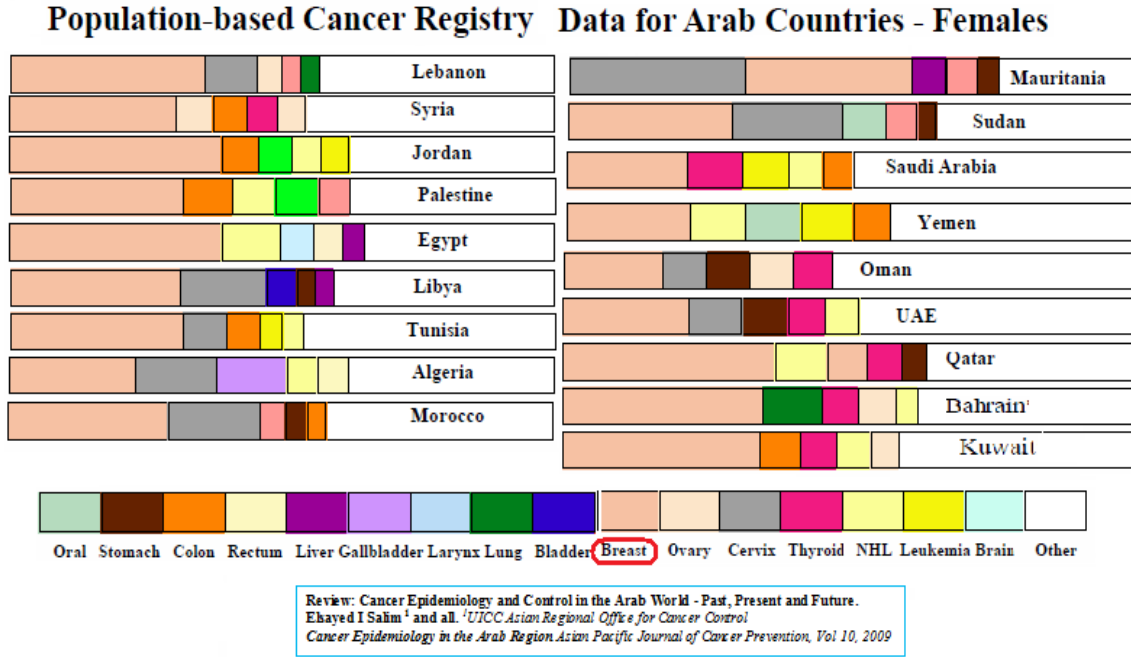 Population-based Cancer Registry Data for Arab Countries - Females
Lebanon
Syria
Jordan
Palestine
Egypt
Libya
Tunisia
Algeria
Morocco
Mauritania
Sudan
Saudi Arabia
Yemen
Oman
UAE
Qatar
Bahrain¹
Kuwait
Oral Stomach Colon Rectum Liver Gallbladder Larynx Lung Bladder Breast Ovary Cervix Thyroid NHL Leukemia Brain Other
Review: Cancer Epidemiology and Control in the Arab World - Past, Present and Future.
Elsayed I Salim¹ and all. ¹UICC Asian Regional Office for Cancer Control
Cancer Epidemiology in the Arab Region Asian Pacific Journal of Cancer Prevention, Vol 10, 2009